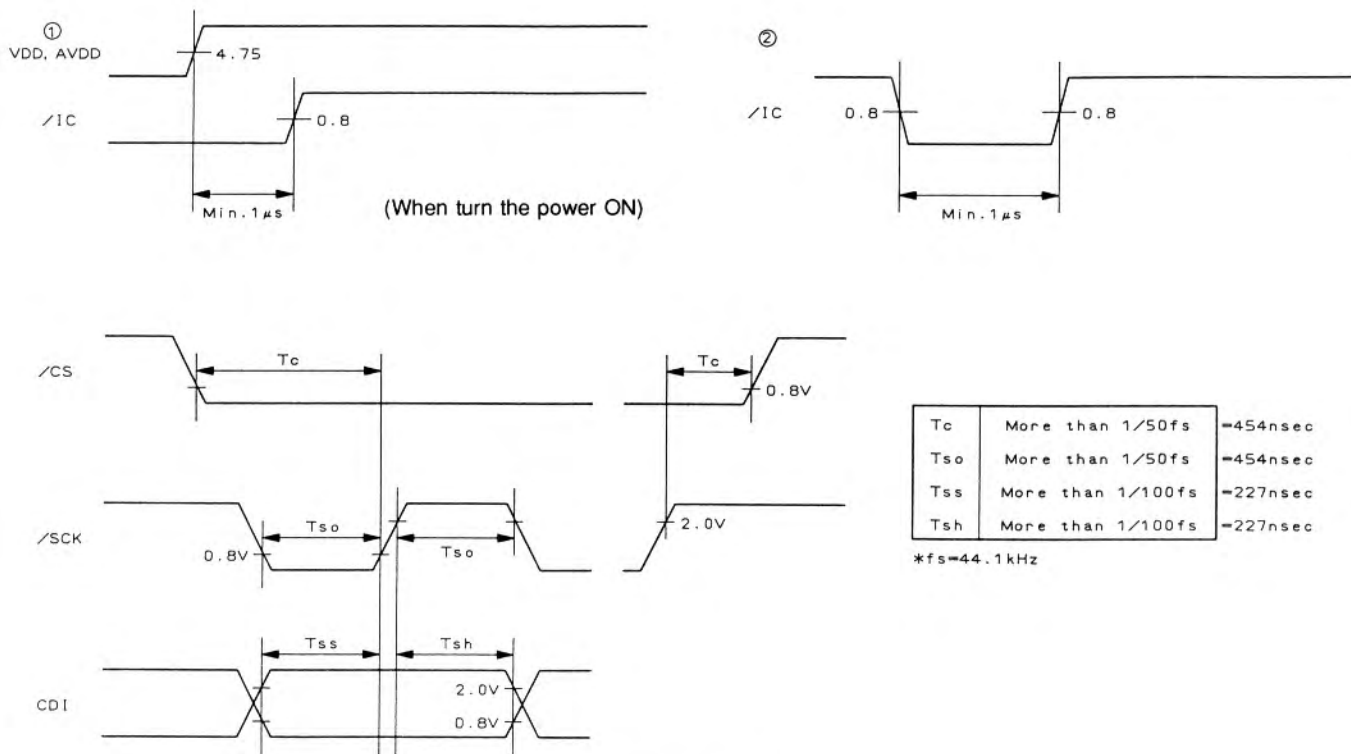 ①
VDD, AVDD
4.75
/IC
0.8
Min.1μs
(When turn the power ON)
②
/IC
0.8
0.8
Min.1μs
/CS
Tc
Tc
0.8V
/SCK
0.8V
Tso
Tso
2.0V
CDI
Tss
Tsh
2.0V
0.8V
Tc More than 1/50fs =454nsec
Tso More than 1/50fs =454nsec
Tss More than 1/100fs =227nsec
Tsh More than 1/100fs =227nsec
*fs=44.1kHz